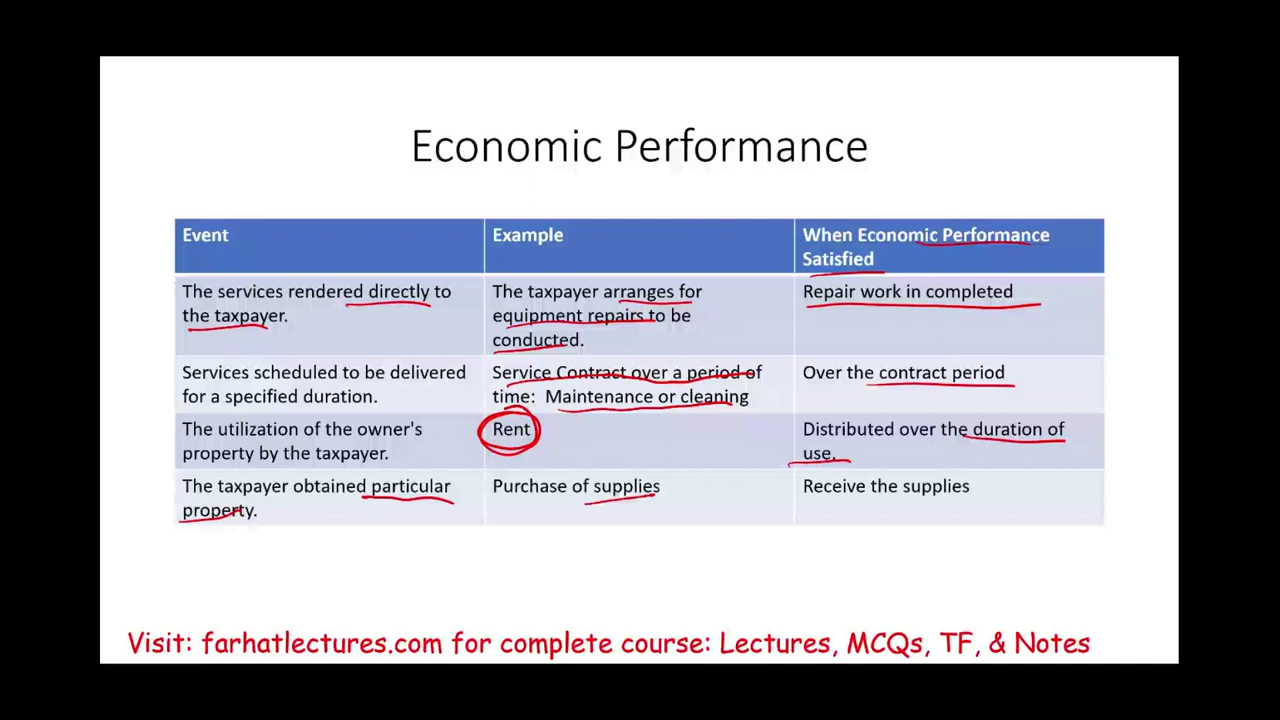 Economic Performance
Event
Example
When Economic Performance
Satisfied
The services rendered directly to
the taxpayer.
The taxpayer arranges for
equipment repairs to be
conducted.
Repair work in completed
Services scheduled to be delivered
for a specified duration.
Service Contract over a period of
time: Maintenance or cleaning
Over the contract period
The utilization of the owner's
property by the taxpayer.
Rent
Distributed over the duration of
use.
The taxpayer obtained particular
property.
Purchase of supplies
Receive the supplies
Visit: farhatlectures.com for complete course: Lectures, MCQs, TF, & Notes